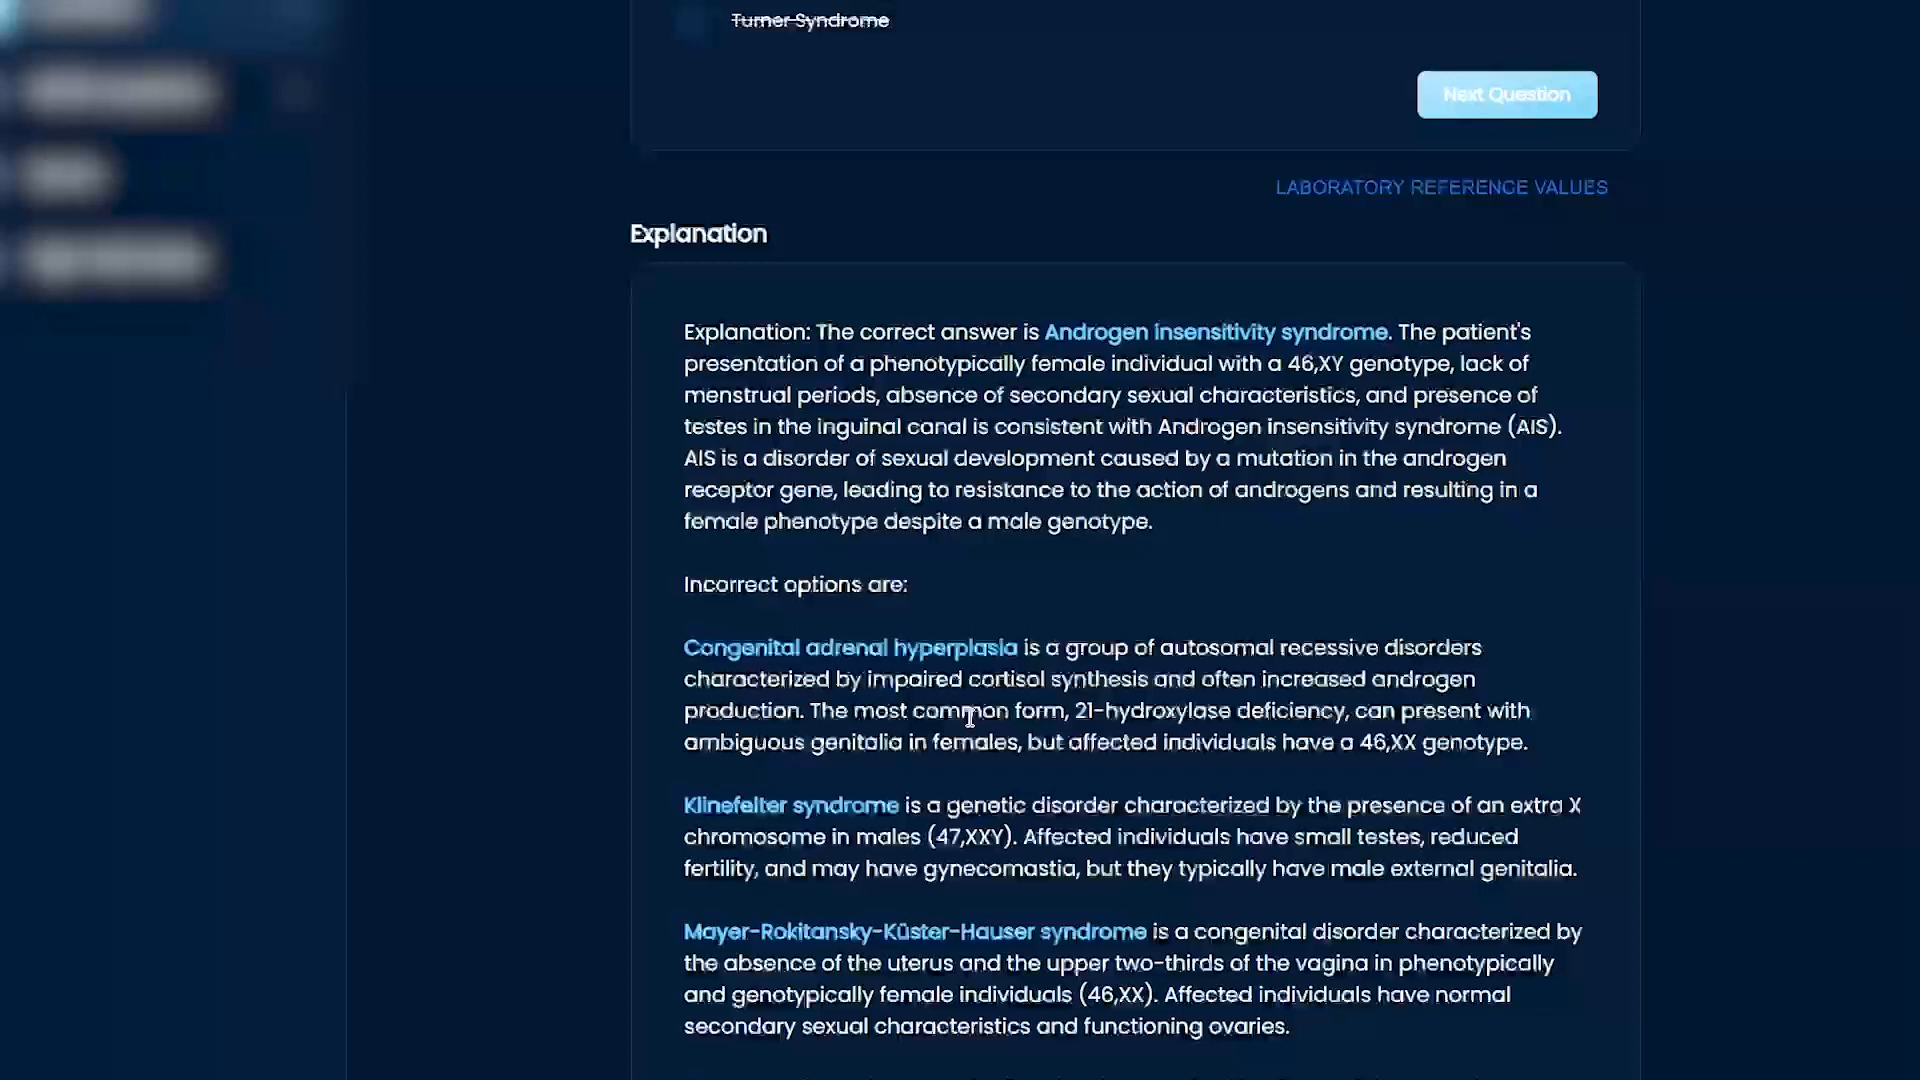 Turner Syndrome
Next Question
LABORATORY REFERENCE VALUES
Explanation
Explanation: The correct answer is Androgen insensitivity syndrome. The patient's
presentation of a phenotypically female individual with a 46,XY genotype, lack of
menstrual periods, absence of secondary sexual characteristics, and presence of
testes in the inguinal canal is consistent with Androgen insensitivity syndrome (AIS).
AIS is a disorder of sexual development caused by a mutation in the androgen
receptor gene, leading to resistance to the action of androgens and resulting in a
female phenotype despite a male genotype.
Incorrect options are:
Congenital adrenal hyperplasia is a group of autosomal recessive disorders
characterized by impaired cortisol synthesis and often increased androgen
production. The most common form, 21-hydroxylase deficiency, can present with
ambiguous genitalia in females, but affected individuals have a 46,XX genotype.
Klinefelter syndrome is a genetic disorder characterized by the presence of an extra X
chromosome in males (47,XXY). Affected individuals have small testes, reduced
fertility, and may have gynecomastia, but they typically have male external genitalia.
Mayer-Rokitansky-Küster-Hauser syndrome is a congenital disorder characterized by
the absence of the uterus and the upper two-thirds of the vagina in phenotypically
and genotypically female individuals (46,XX). Affected individuals have normal
secondary sexual characteristics and functioning ovaries.